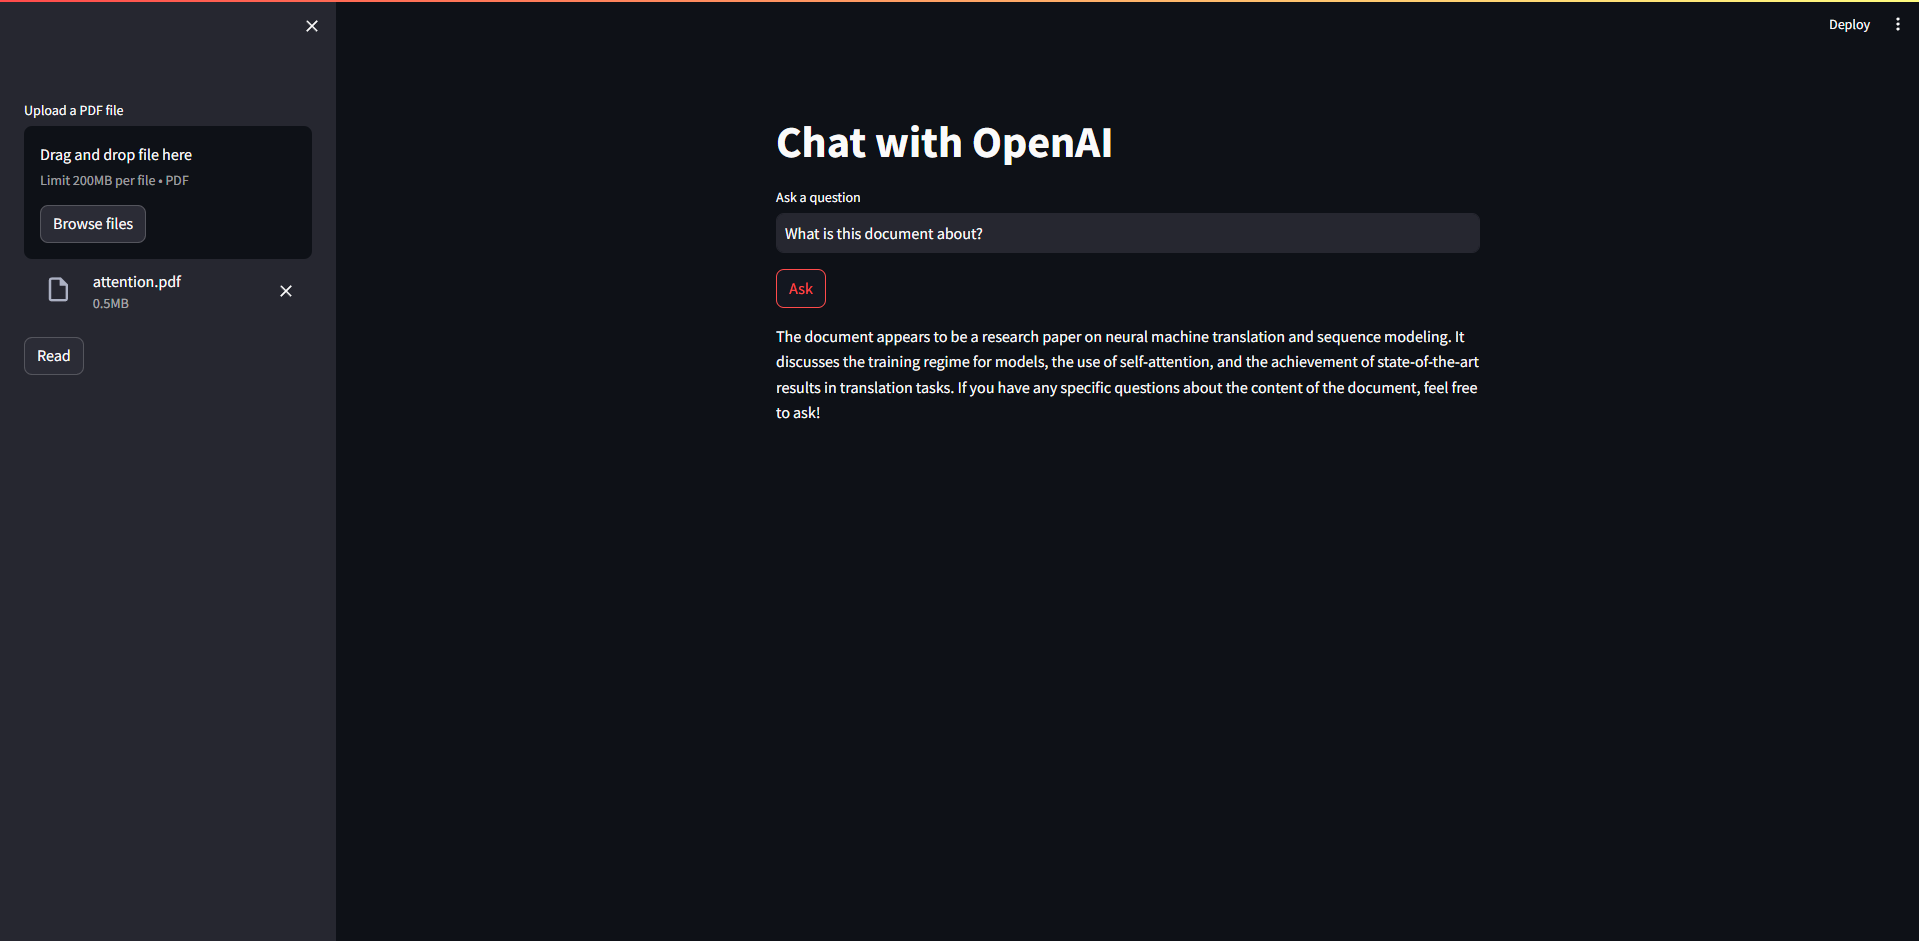 Deploy
Upload a PDF file
Drag and drop file here
Limit 200MB per file • PDF
Browse files
attention.pdf
0.5MB
Read
Chat with OpenAI
Ask a question
What is this document about?
Ask
The document appears to be a research paper on neural machine translation and sequence modeling. It
discusses the training regime for models, the use of self-attention, and the achievement of state-of-the-art
results in translation tasks. If you have any specific questions about the content of the document, feel free
to ask!